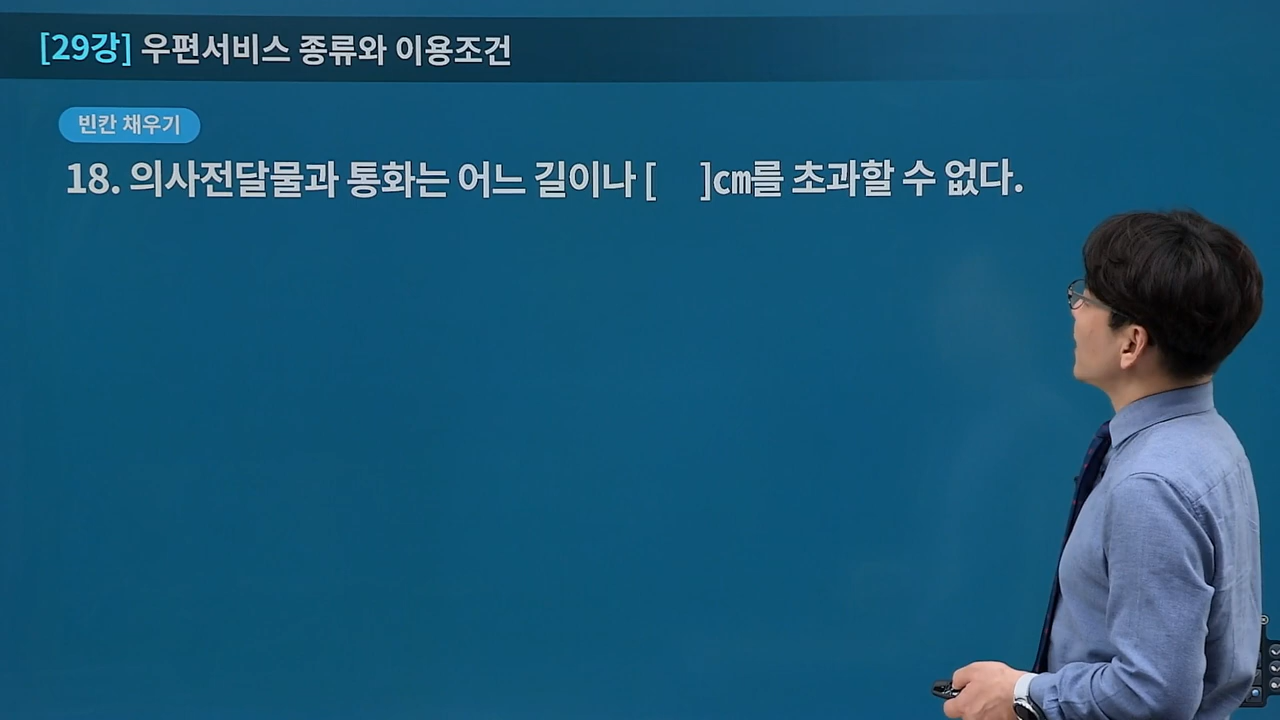 [29강] 우편서비스 종류와 이용조건
빈칸 채우기
18. 의사전달물과 통화는 어느 길이나 [ ]㎝를 초과할 수 없다.